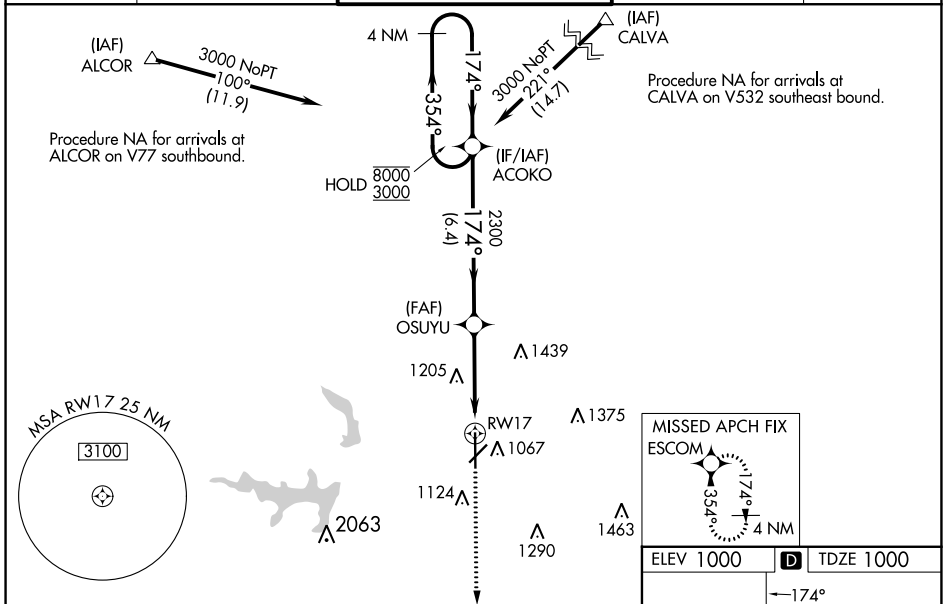 (IAF)
ALCOR
3000 NoPT
100°
(11.9)
Procedure NA for arrivals at
ALCOR on V77 southbound.
4 NM
174°
354°
HOLD
8000
3000
(IAF)
CALVA
3000 NoPT
221°
(14.7)
Procedure NA for arrivals at
CALVA on V532 southeast bound.
(IF/IAF)
ACOKO
2300
174°
(6.4)
(FAF)
OSUYU
1439
1205
RW17
1375
1067
1124
2063
1290
1463
MSA RW17 25 NM
3100
MISSED APCH FIX
ESCOM
174°
354°
4 NM
ELEV 1000 D TDZE 1000
174°